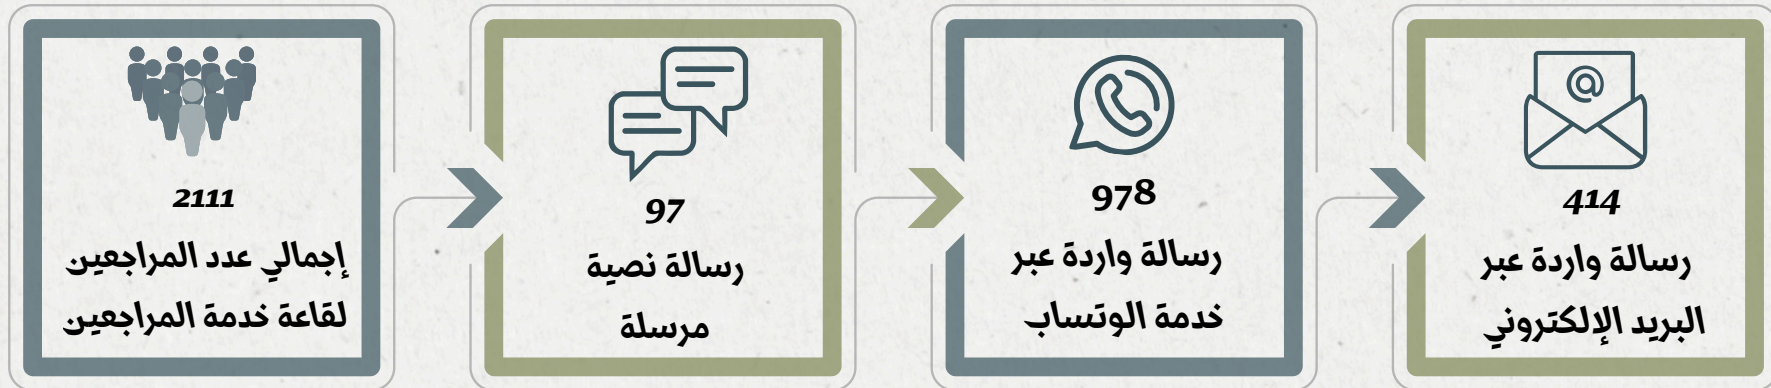 414
رسالة واردة عبر
البريد الإلكتروني
978
رسالة واردة عبر
خدمة الوتساب
97
رسالة نصية
مرسلة
2111
إجمالي عدد المراجعين
لقاعة خدمة المراجعين